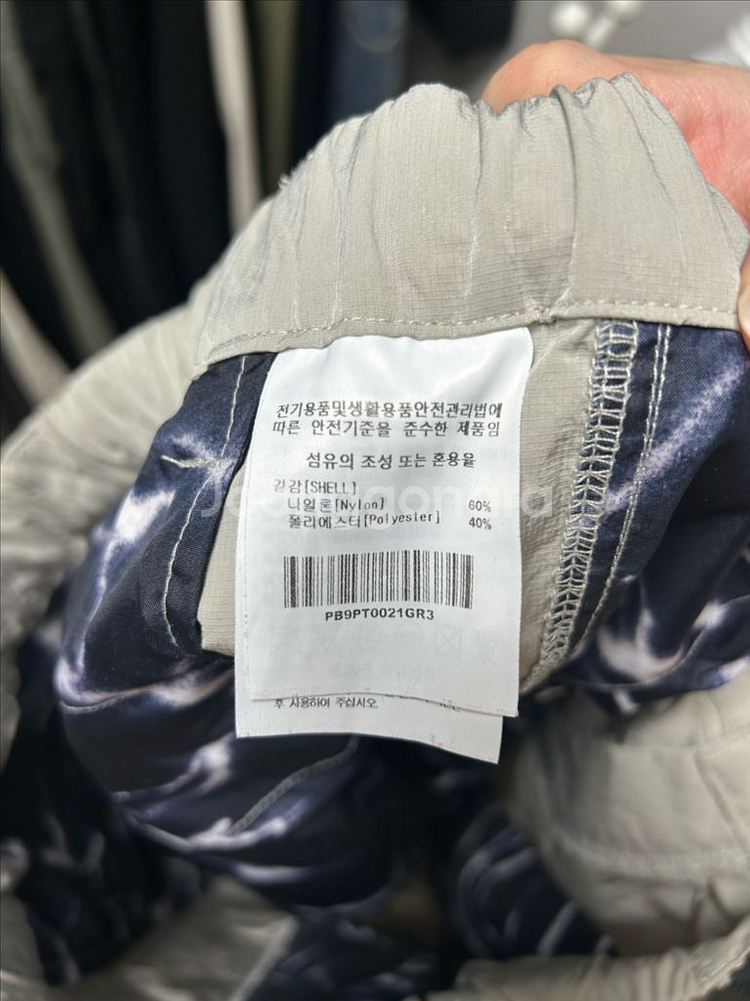 전기용품및생활용품안전관리법에
따른 안전기준을 준수한 제품임
섬유의 조성 또는 혼용율
겉감[SHELL]
나일론[Nylon] 60%
폴리에스터[Polyester] 40%
PB9PT0021GR3
후 사용하여 주십시오